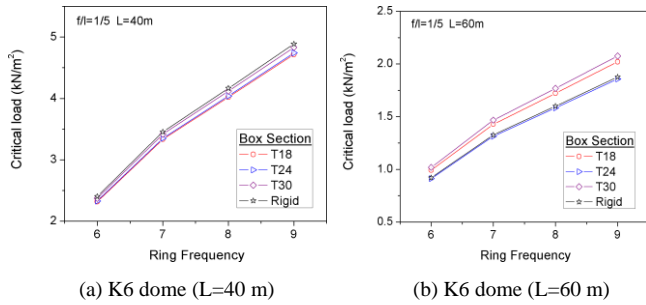 f/l=1/5 L=40m
Critical load (kN/m²)
5
4
3
2
6 7 8 9
Ring Frequency
Box Section
T18
T24
T30
Rigid
(a) K6 dome (L=40 m)
f/l=1/5 L=60m
Critical load (kN/m²)
2.5
2.0
1.5
1.0
0.5
6 7 8 9
Ring Frequency
Box Section
T18
T24
T30
Rigid
(b) K6 dome (L=60 m)